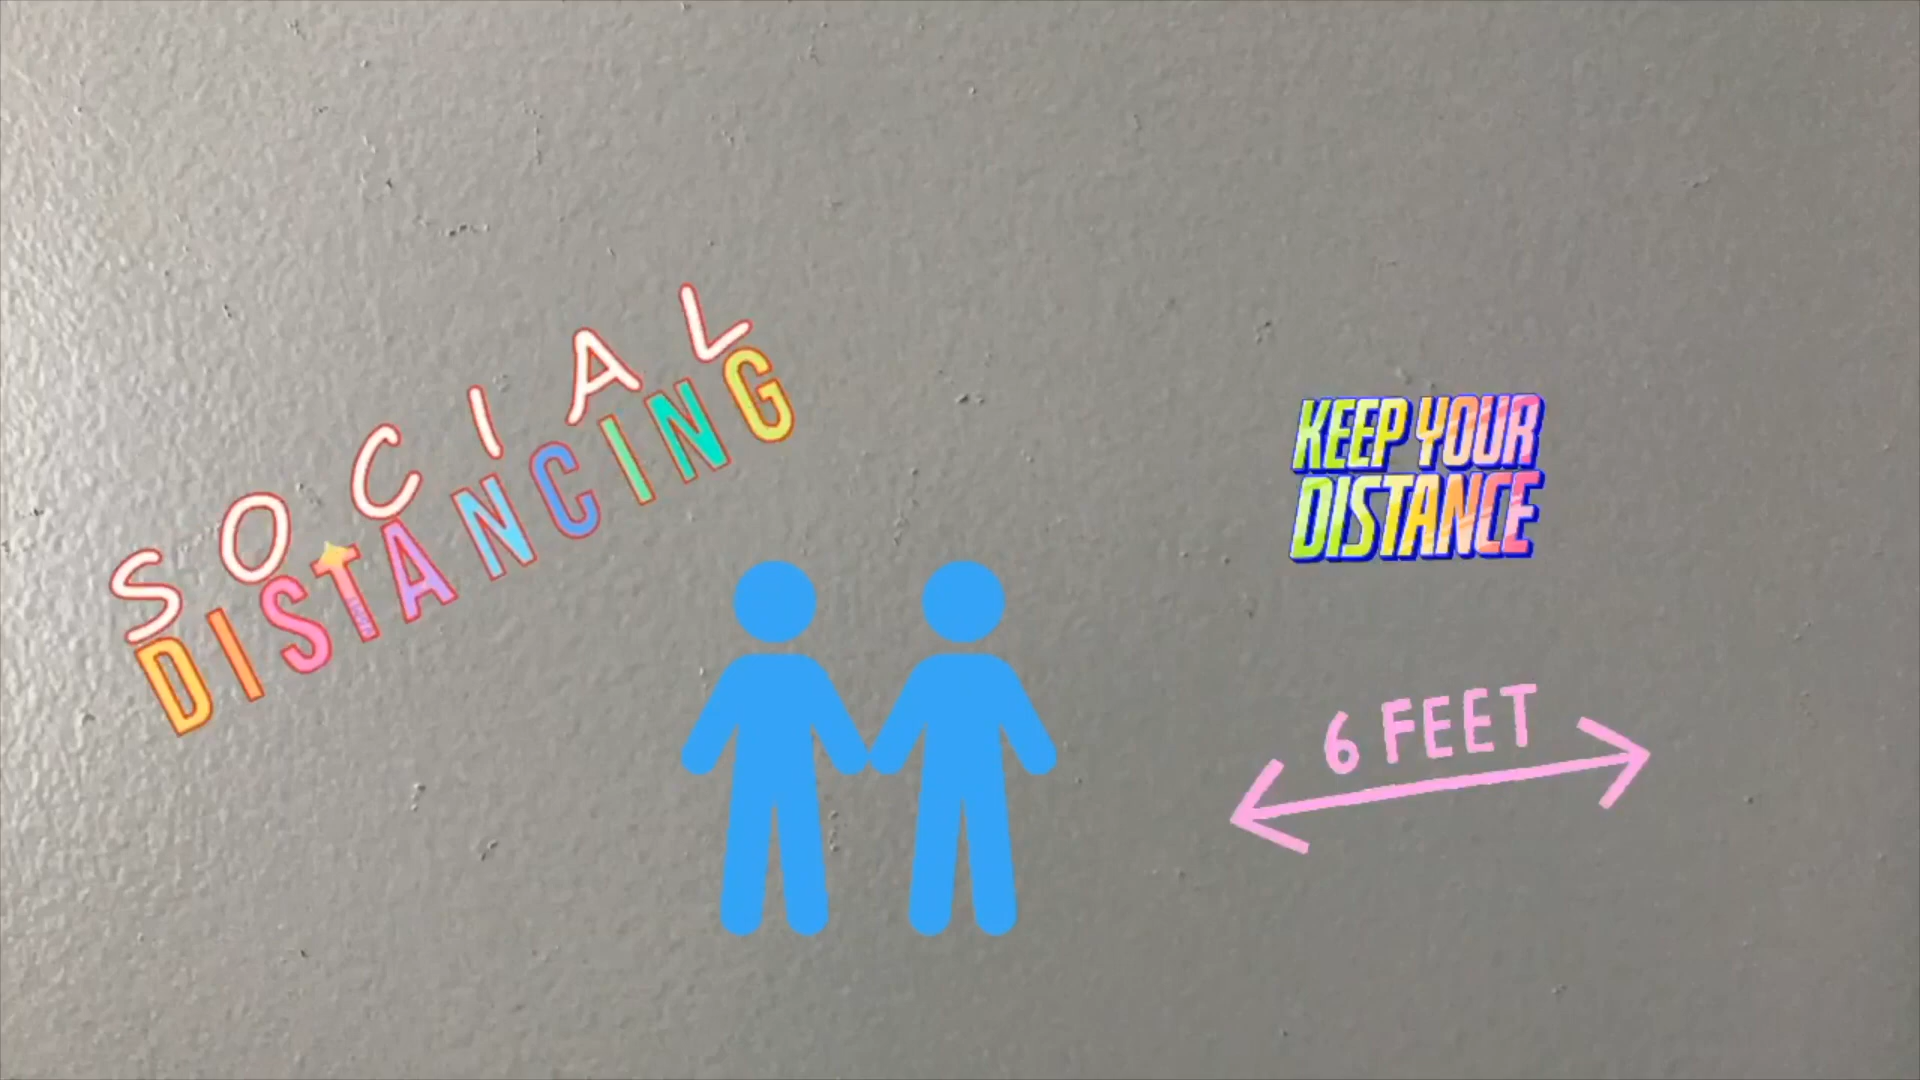 SOCIAL
DISTANCING
KEEP YOUR
DISTANCE
6 FEET